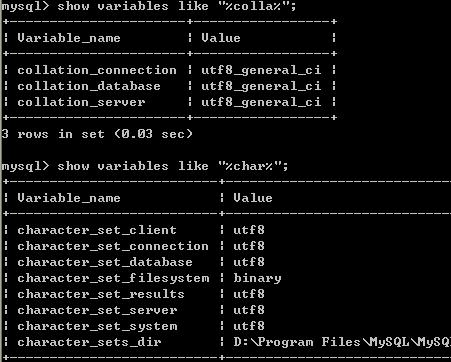 mysql> show variables like "%colla%";
+----------------------+-----------------+
| Variable_name | Value |
+----------------------+-----------------+
| collation_connection | utf8_general_ci |
| collation_database | utf8_general_ci |
| collation_server | utf8_general_ci |
+----------------------+-----------------+
3 rows in set (0.03 sec)
mysql> show variables like "%char%";
+--------------------------+--------------------------
| Variable_name | Value
+--------------------------+--------------------------
| character_set_client | utf8
| character_set_connection | utf8
| character_set_database | utf8
| character_set_filesystem | binary
| character_set_results | utf8
| character_set_server | utf8
| character_set_system | utf8
| character_sets_dir | D:\Program Files\MySQL\MySQL
+--------------------------+--------------------------